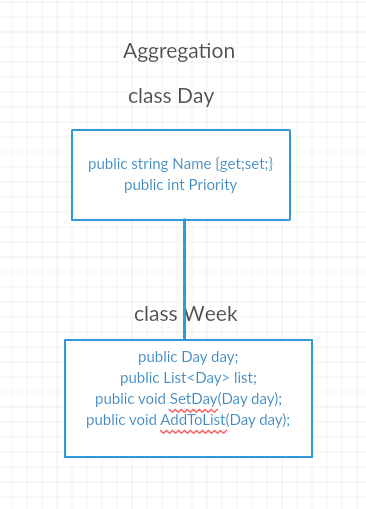 Aggregation
class Day
public string Name {get;set;}
public int Priority
class Week
public Day day;
public List<Day> list;
public void SetDay(Day day);
public void AddToList(Day day);